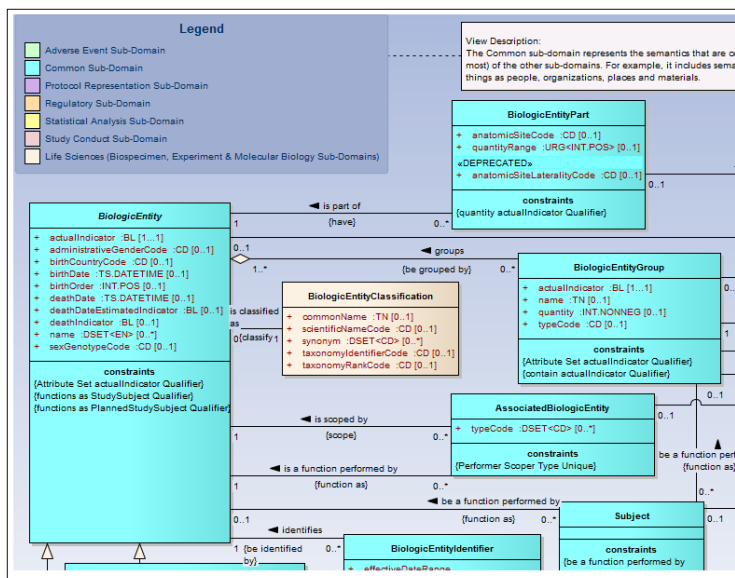 Legend
Adverse Event Sub-Domain
Common Sub-Domain
Protocol Representation Sub-Domain
Regulatory Sub-Domain
Statistical Analysis Sub-Domain
Study Conduct Sub-Domain
Life Sciences (Biospecimen, Experiment & Molecular Biology Sub-Domains)
View Description:
The Common sub-domain represents the semantics that are
most) of the other sub-domains. For example, it includes
things as people, organizations, places and materials.
BiologicEntityPart
+ anatomicSiteCode :CD [0..1]
+ quantityRange :URG<INT.POS> [0..1]
«DEPRECATED»
+ anatomicSiteLateralityCode :CD [0..1]
constraints
{quantity actualIndicator Qualifier}
0..1
is part of
1
{have}
0..*
BiologicEntity
+ actualIndicator :BL [1...1]
+ administrativeGenderCode :CD [0..1]
+ birthCountryCode :CD [0..1]
+ birthDate :TS.DATETIME [0..1]
+ birthOrder :INT.POS [0..1]
+ deathDate :TS.DATETIME [0..1]
+ deathDateEstimatedIndicator :BL [0..1]
+ deathIndicator :BL [0..1]
+ name :DSET<EN> [0..*]
+ sexGenotypeCode :CD [0..1]
constraints
{Attribute Set actualIndicator Qualifier}
{functions as StudySubject Qualifier}
{functions as PlannedStudySubject Qualifier}
0..1
groups
1..*
{be grouped by}
0..*
BiologicEntityGroup
+ actualIndicator :BL [1...1]
+ name :TN [0..1]
+ quantity :INT.NONNEG [0..1]
+ typeCode :CD [0..1]
constraints
{Attribute Set actualIndicator Qualifier}
{contain actualIndicator Qualifier}
0..1
0..1
is classified
as
{classify
1
BiologicEntityClassification
+ commonName :TN [0..1]
+ scientificNameCode :CD [0..1]
+ synonym :DSET<CD> [0..*]
+ taxonomyIdentifierCode :CD [0..1]
+ taxonomyRankCode :CD [0..1]
is scoped by
1
{scope}
0..*
AssociatedBiologicEntity
+ typeCode :DSET<CD> [0..*]
constraints
{Performer Scoper Type Unique}
0..1
is a function performed by
1
{function as}
0..*
be a function
{function as}
be a function performed by
0..1
{function as}
0..*
0..*
0..1
Subject
constraints
{be a function performed by
identifies
1
{be identified
by}
0..*
BiologicEntityIdentifier
+ effectiveDateRange